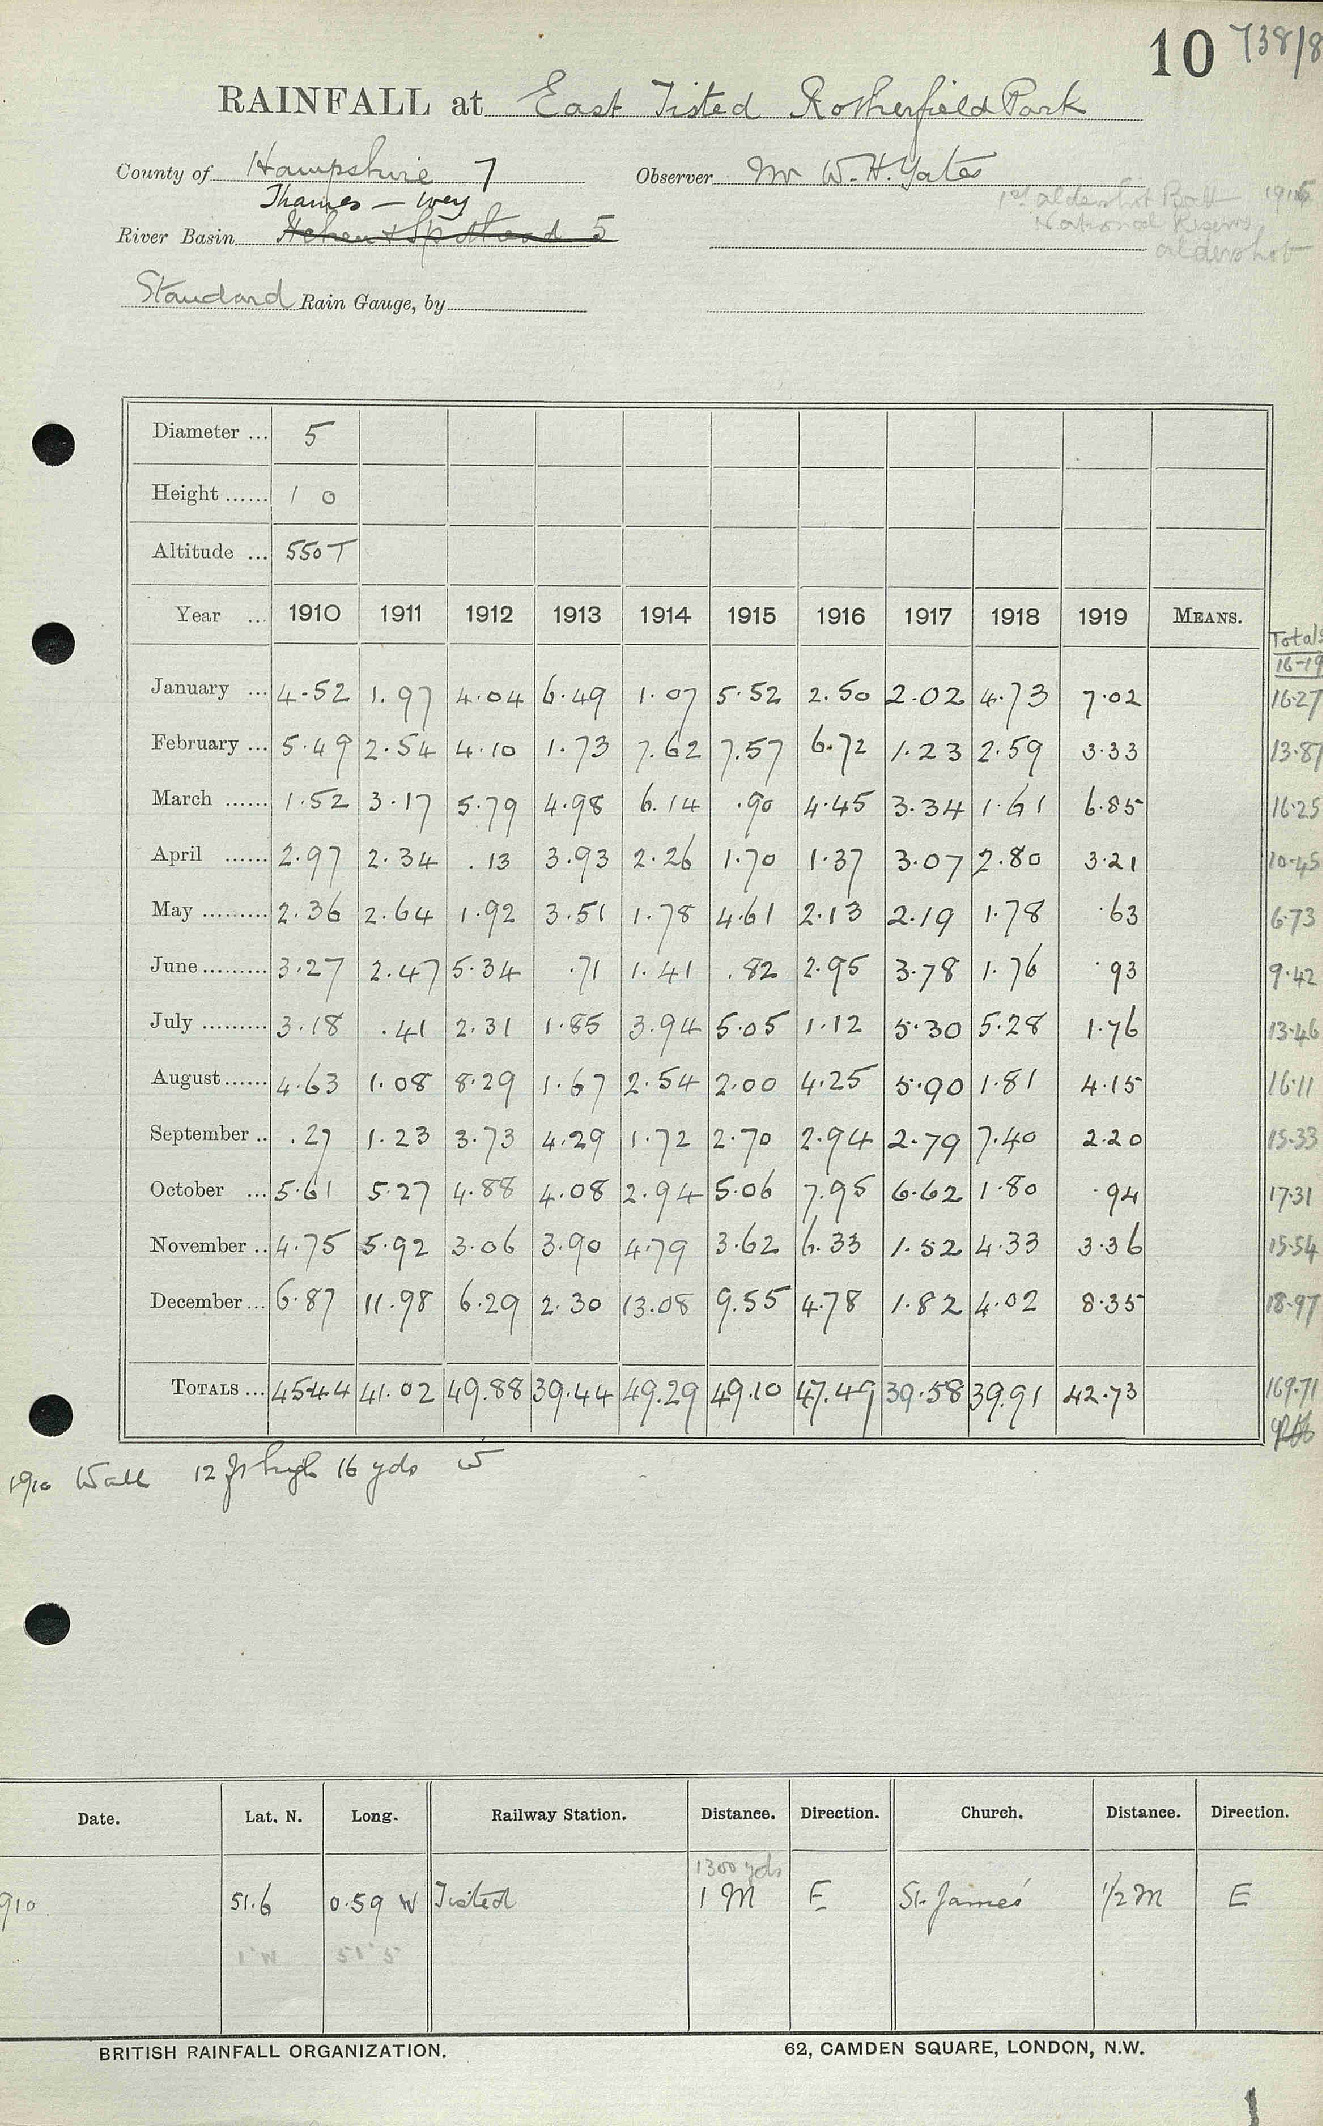 10 738/8
RAINFALL at East Tisted Rotherfield Park
County of Hampshire 7 Observer Mr W. H. Yates
Thames - Wey 1st Aldershot Batt 1915
River Basin Itchen & Spithead 5 National Reserve
Aldershot
Standard Rain Gauge, by
Diameter ... 5
Height ...... 1 0
Altitude ... 550 T
Year ... 1910 1911 1912 1913 1914 1915 1916 1917 1918 1919 MEANS. Totals
16-19
January ... 4.52 1.97 4.04 6.49 1.07 5.52 2.50 2.02 4.73 7.02 16.27
February ... 5.49 2.54 4.10 1.73 7.62 7.57 6.72 1.23 2.59 3.33 13.87
March ...... 1.52 3.17 5.79 4.98 6.14 .90 4.45 3.34 1.61 6.85 16.25
April ...... 2.97 2.34 .13 3.93 2.26 1.70 1.37 3.07 2.80 3.21 10.45
May ......... 2.36 2.64 1.92 3.51 1.78 4.61 2.13 2.19 1.78 .63 6.73
June ......... 3.27 2.47 5.34 .71 1.41 .82 2.95 3.78 1.76 .93 9.42
July ......... 3.18 .41 2.31 1.85 3.94 5.05 1.12 5.30 5.28 1.76 13.46
August ...... 4.63 1.08 8.29 1.67 2.54 2.00 4.25 5.90 1.81 4.15 16.11
September .. .27 1.23 3.73 4.29 1.72 2.70 2.94 2.79 7.40 2.20 15.33
October ... 5.61 5.27 4.88 4.08 2.94 5.06 7.95 6.62 1.80 .94 17.31
November .. 4.75 5.92 3.06 3.90 4.79 3.62 6.33 1.52 4.33 3.36 15.54
December ... 6.87 11.98 6.29 2.30 13.08 9.55 4.78 1.82 4.02 8.35 18.97
TOTALS ... 45.44 41.02 49.88 39.44 49.29 49.10 47.49 39.58 39.91 42.73 169.71
1910 Wall 12 ft high 16 yds W
Date. Lat. N. Long. Railway Station. Distance. Direction. Church. Distance. Direction.
1300 yds
910 51.6 0.59 W Tisted 1 M E St. James' 1/2 M E
BRITISH RAINFALL ORGANIZATION. 62, CAMDEN SQUARE, LONDON, N.W.